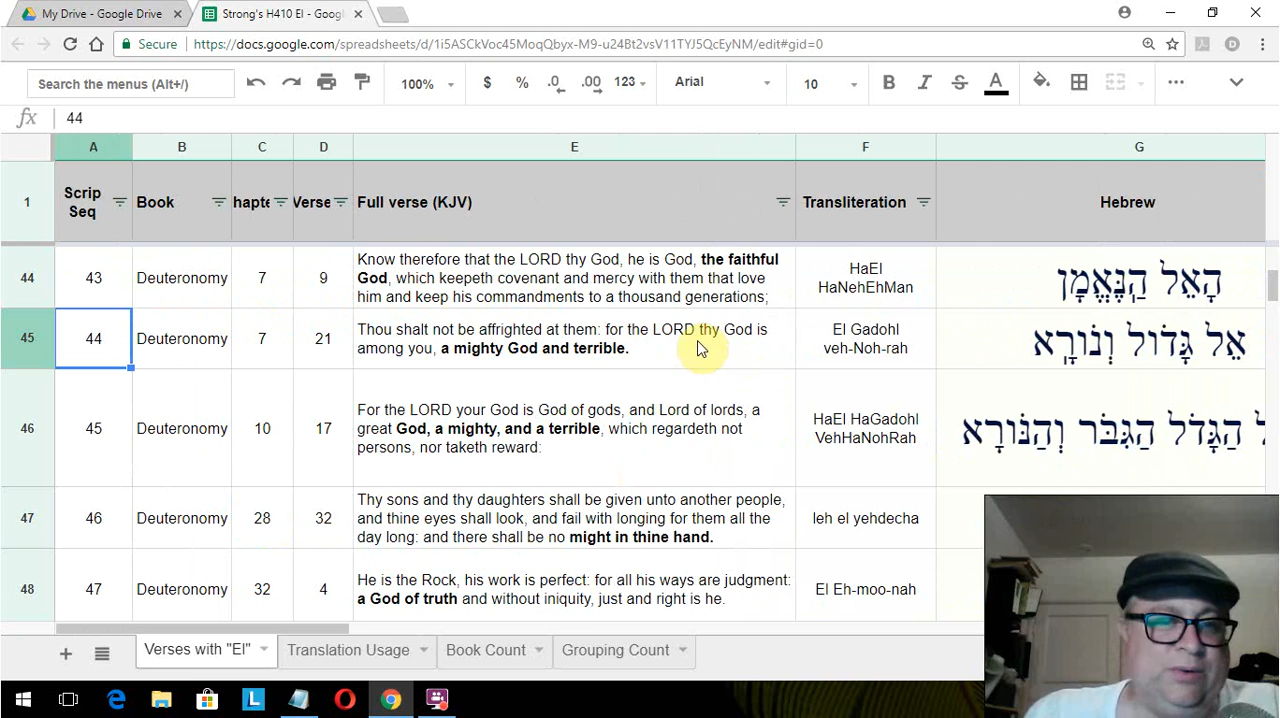 My Drive - Google Drive
Strong's H410 El - Goog
Secure
https://docs.google.com/spreadsheets/d/1i5ASCkVoc45MoqQbyx-M9-u24Bt2vsV11TYJ5QcEyNM/edit#gid=0
Search the menus (Alt+/)
100%
$ % .0 .00 123
Arial
10
B I S A
fx 44
A B C D E F G
1 Scrip Seq Book hapte Verse Full verse (KJV) Transliteration Hebrew
44 43 Deuteronomy 7 9
Know therefore that the LORD thy God, he is God, the faithful
God, which keepeth covenant and mercy with them that love
him and keep his commandments to a thousand generations;
HaEl
HaNehEhMan
הָאֵל הַנֶּאֱמָן
45 44 Deuteronomy 7 21
Thou shalt not be affrighted at them: for the LORD thy God is
among you, a mighty God and terrible.
El Gadohl
veh-Noh-rah
אֵל גָּדוֹל וְנוֹרָא
46 45 Deuteronomy 10 17
For the LORD your God is God of gods, and Lord of lords, a
great God, a mighty, and a terrible, which regardeth not
persons, nor taketh reward:
HaEl HaGadohl
VehHaNohRah
הַגָּדֹל הַגִּבֹּר וְהַנּוֹרָא
47 46 Deuteronomy 28 32
Thy sons and thy daughters shall be given unto another people,
and thine eyes shall look, and fail with longing for them all the
day long: and there shall be no might in thine hand.
leh el yehdecha
48 47 Deuteronomy 32 4
He is the Rock, his work is perfect: for all his ways are judgment:
a God of truth and without iniquity, just and right is he.
El Eh-moo-nah
Verses with "El"
Translation Usage
Book Count
Grouping Count